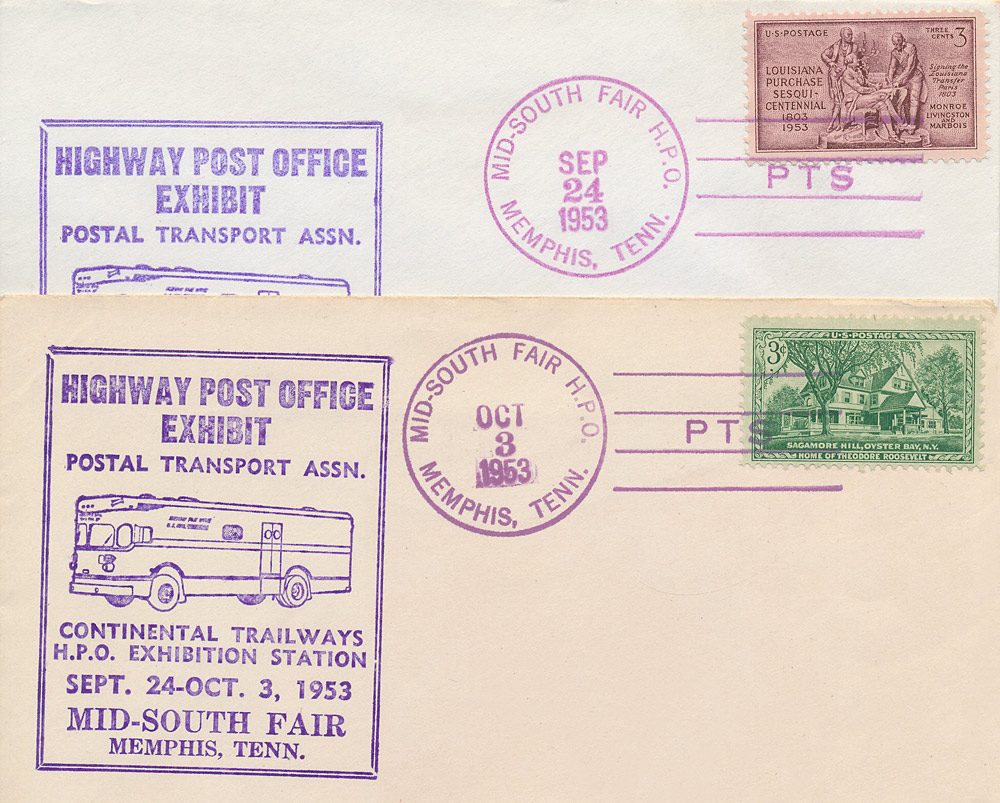 HIGHWAY POST OFFICE
EXHIBIT
POSTAL TRANSPORT ASSN.
MID-SOUTH FAIR H.P.O.
SEP
24
1953
MEMPHIS, TENN.
PTS
U·S·POSTAGE
THREE CENTS 3
LOUISIANA
PURCHASE
SESQUI-
CENTENNIAL
1803
1953
Signing the
Louisiana
Transfer
Paris
1803
MONROE
LIVINGSTON
AND
MARBOIS
HIGHWAY POST OFFICE
EXHIBIT
POSTAL TRANSPORT ASSN.
CONTINENTAL TRAILWAYS
H.P.O. EXHIBITION STATION
SEPT. 24-OCT. 3, 1953
MID-SOUTH FAIR
MEMPHIS, TENN.
MID-SOUTH FAIR H.P.O.
OCT
3
1953
MEMPHIS, TENN.
PTS
U·S·POSTAGE
3¢
SAGAMORE HILL, OYSTER BAY, N.Y.
HOME OF THEODORE ROOSEVELT